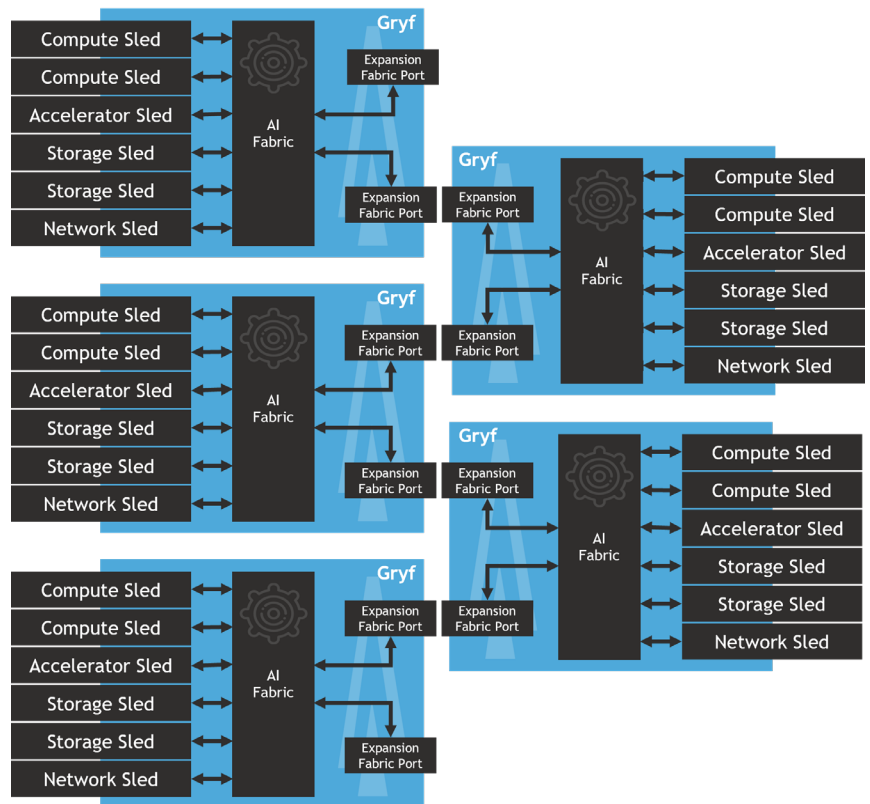 Gryf
Compute Sled
Compute Sled
Accelerator Sled
Storage Sled
Storage Sled
Network Sled
AI
Fabric
Expansion
Fabric Port
Expansion
Fabric Port
Gryf
Expansion
Fabric Port
Expansion
Fabric Port
AI
Fabric
Compute Sled
Compute Sled
Accelerator Sled
Storage Sled
Storage Sled
Network Sled
Gryf
Compute Sled
Compute Sled
Accelerator Sled
Storage Sled
Storage Sled
Network Sled
AI
Fabric
Expansion
Fabric Port
Expansion
Fabric Port
Gryf
Expansion
Fabric Port
Expansion
Fabric Port
AI
Fabric
Compute Sled
Compute Sled
Accelerator Sled
Storage Sled
Storage Sled
Network Sled
Gryf
Compute Sled
Compute Sled
Accelerator Sled
Storage Sled
Storage Sled
Network Sled
AI
Fabric
Expansion
Fabric Port
Expansion
Fabric Port